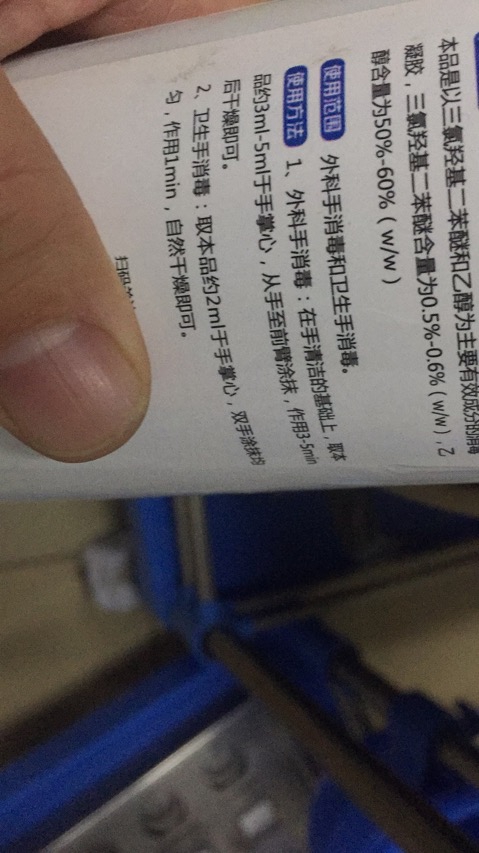 本品是以三氯羟基二苯醚和乙醇为主要有效成分的消毒
凝胶，三氯羟基二苯醚含量为0.5%-0.6%（w/w），乙
醇含量为50%-60%（w/w）
使用范围 外科手消毒和卫生手消毒。
使用方法 1、外科手消毒：在手清洁的基础上，取本
品约3ml-5ml于手掌心，从手至前臂涂抹，作用3-5min
后干燥即可。
2、卫生手消毒：取本品约2ml于手掌心，双手涂抹均
匀，作用1min，自然干燥即可。
扫码